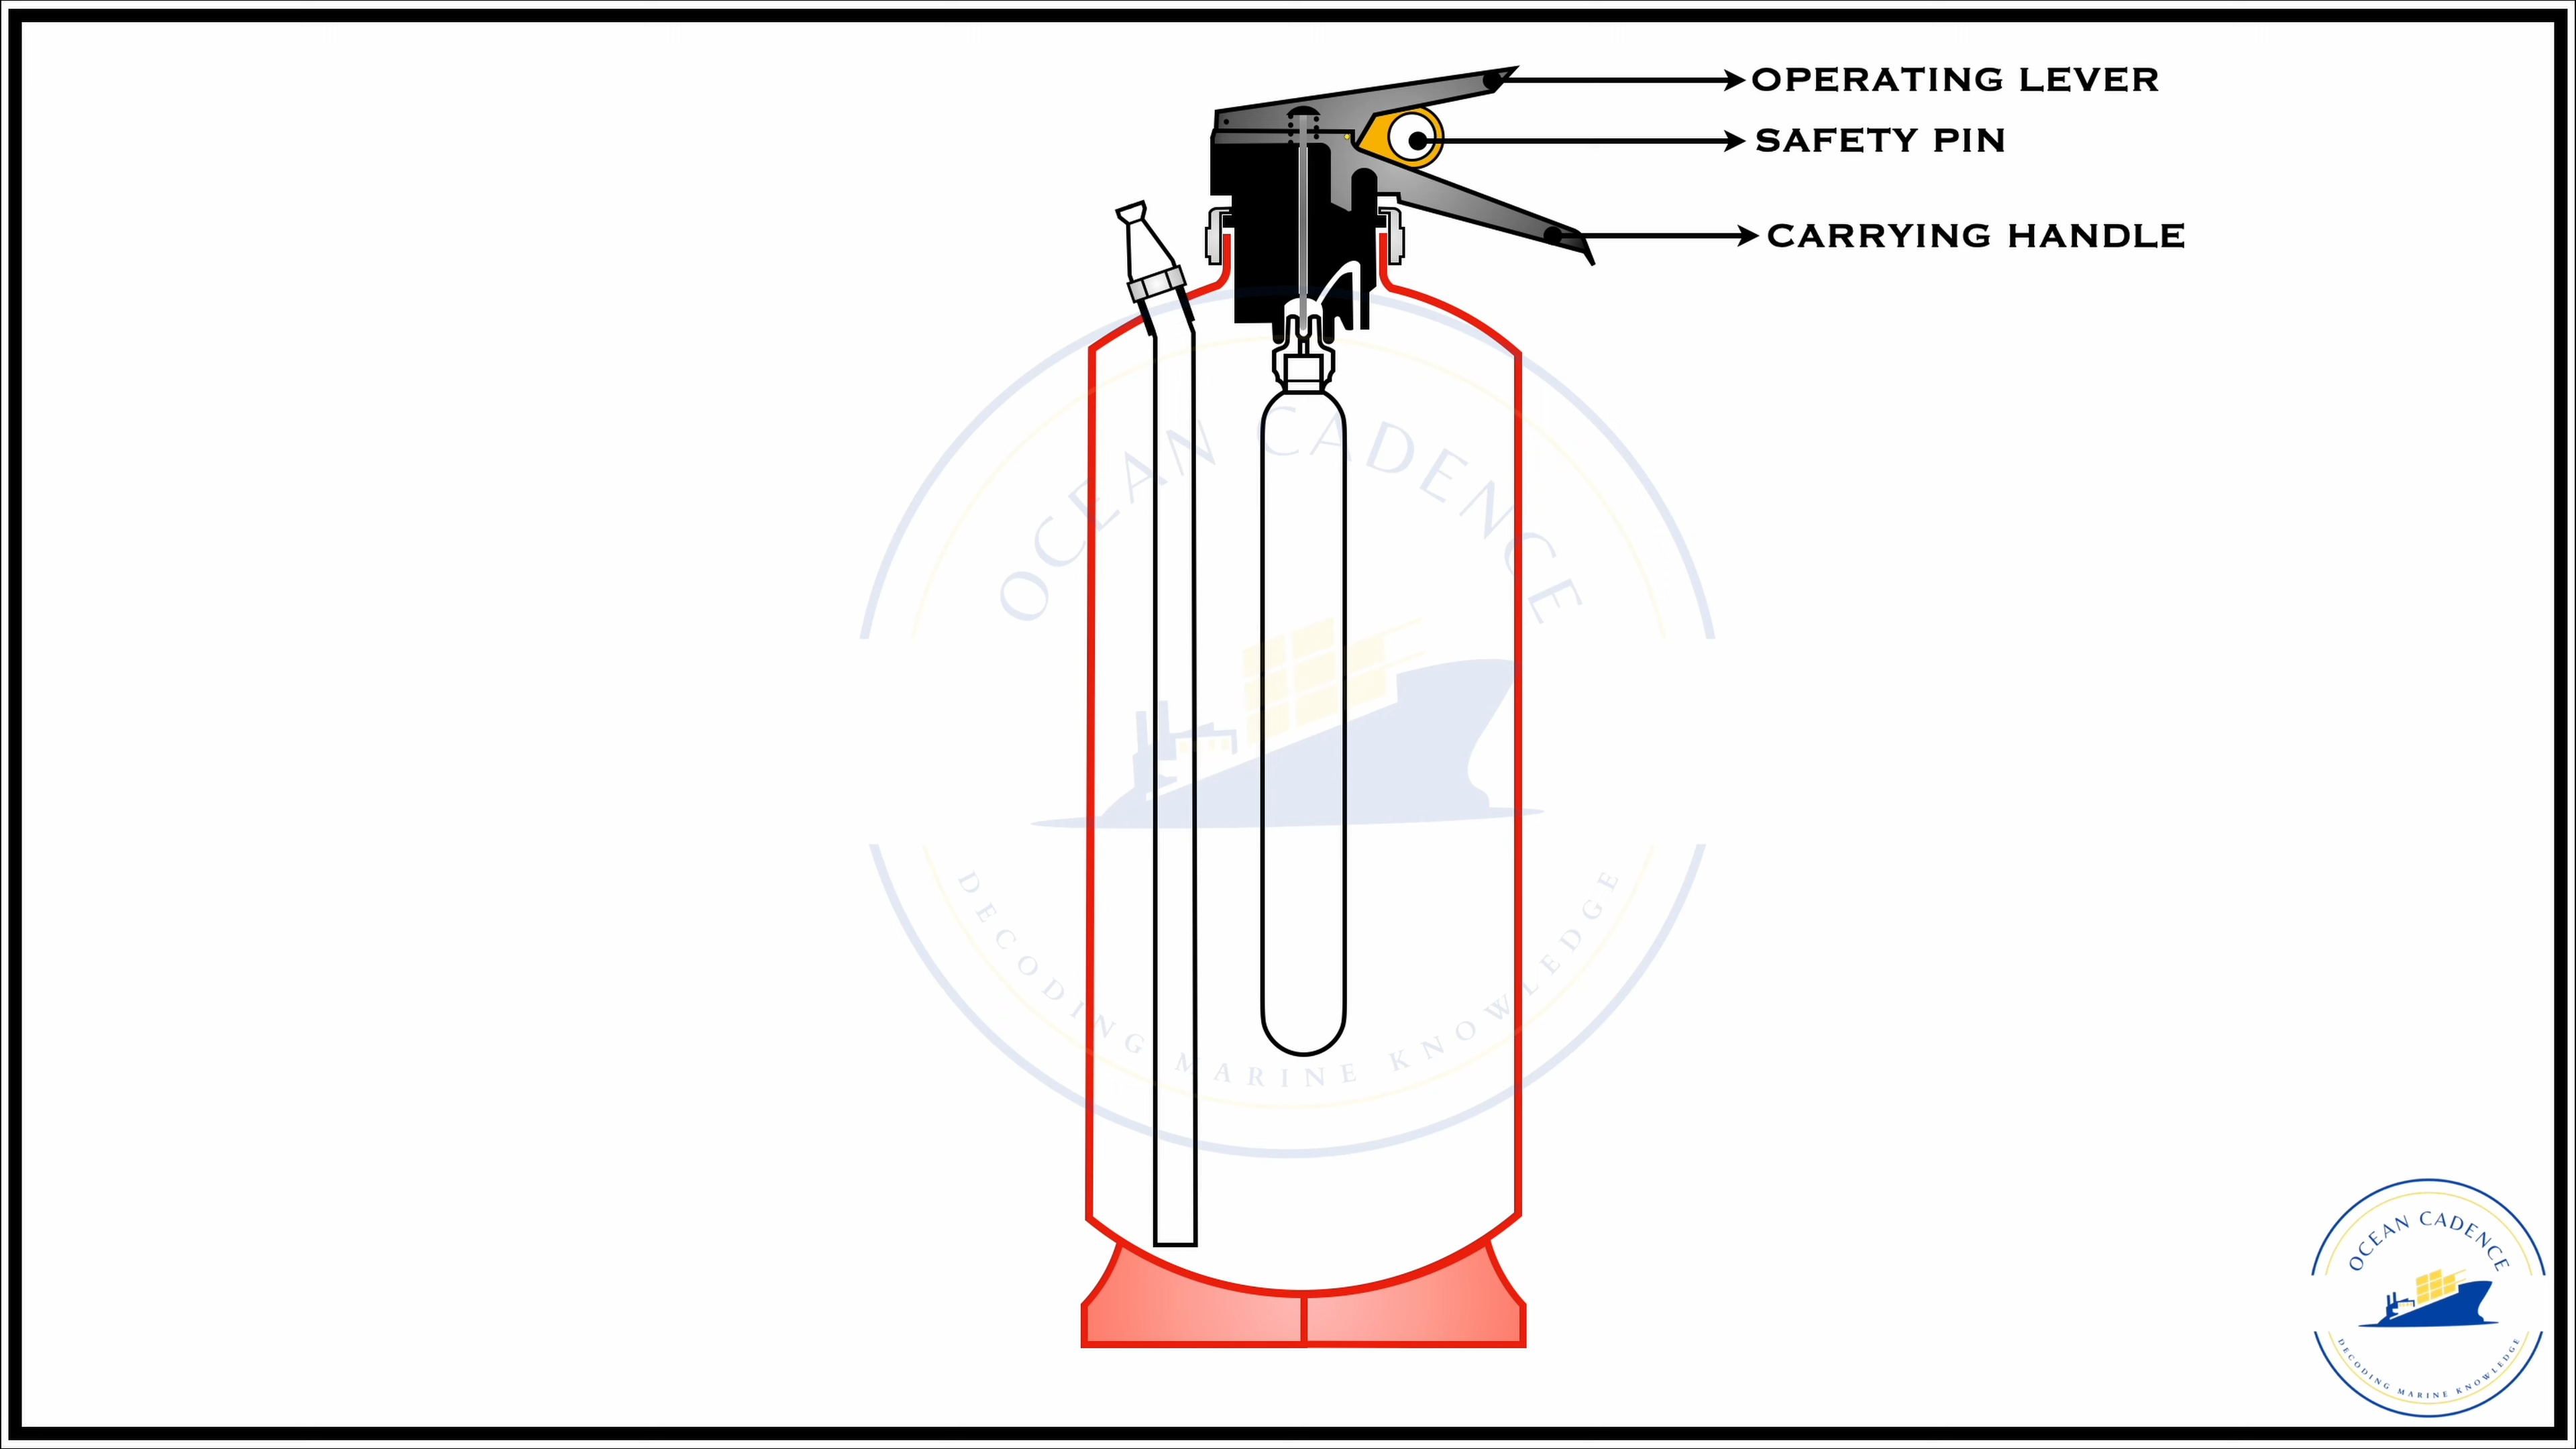 OPERATING LEVER
SAFETY PIN
CARRYING HANDLE
OCEAN CADENCE
DECODING MARINE KNOWLEDGE
OCEAN CADENCE
DECODING MARINE KNOWLEDGE